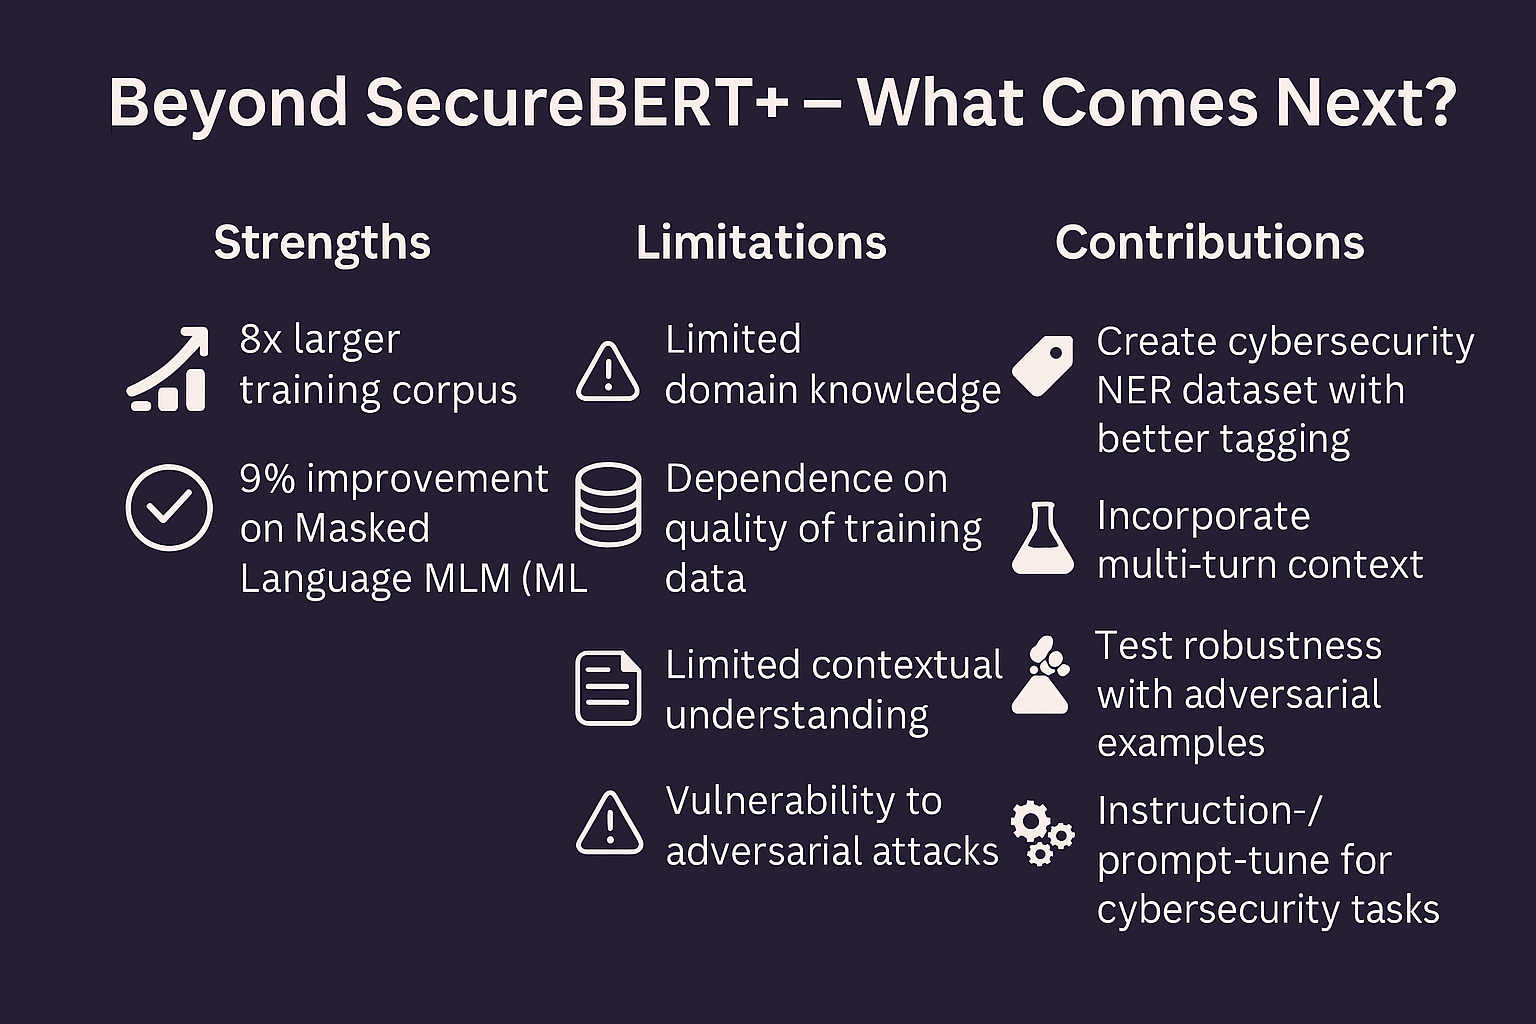 Beyond SecureBERT+ – What Comes Next?
Strengths
8x larger
training corpus
9% improvement
on Masked
Language MLM (ML
Limitations
Limited
domain knowledge
Dependence on
quality of training
data
Limited contextual
understanding
Vulnerability to
adversarial attacks
Contributions
Create cybersecurity
NER dataset with
better tagging
Incorporate
multi-turn context
Test robustness
with adversarial
examples
Instruction-/
prompt-tune for
cybersecurity tasks